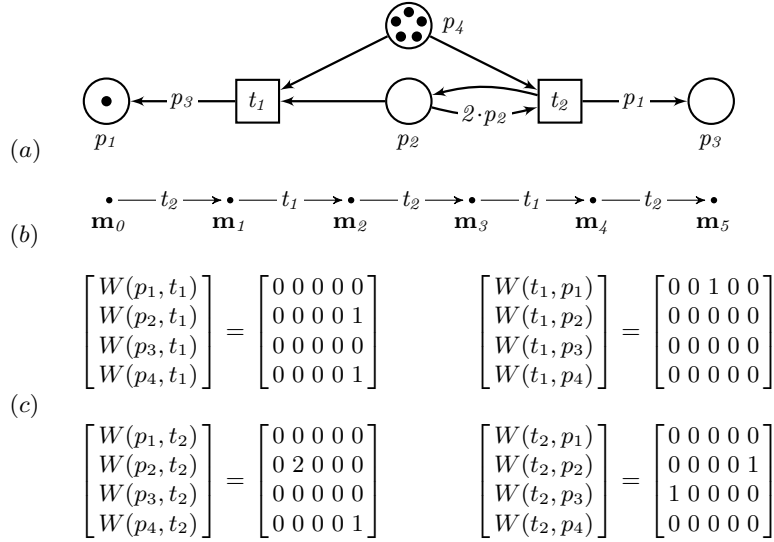 p4
p3 t1 2·p2 t2 p1
p1 p2 p3
(a)
t2 t1 t2 t1 t2
m0 m1 m2 m3 m4 m5
(b)
[W(p1, t1)] = [0 0 0 0 0] [W(t1, p1)] = [0 0 1 0 0]
[W(p2, t1)] [0 0 0 0 1] [W(t1, p2)] [0 0 0 0 0]
[W(p3, t1)] [0 0 0 0 0] [W(t1, p3)] [0 0 0 0 0]
[W(p4, t1)] [0 0 0 0 1] [W(t1, p4)] [0 0 0 0 0]
(c)
[W(p1, t2)] = [0 0 0 0 0] [W(t2, p1)] = [0 0 0 0 0]
[W(p2, t2)] [0 2 0 0 0] [W(t2, p2)] [0 0 0 0 1]
[W(p3, t2)] [0 0 0 0 0] [W(t2, p3)] [1 0 0 0 0]
[W(p4, t2)] [0 0 0 0 1] [W(t2, p4)] [0 0 0 0 0]